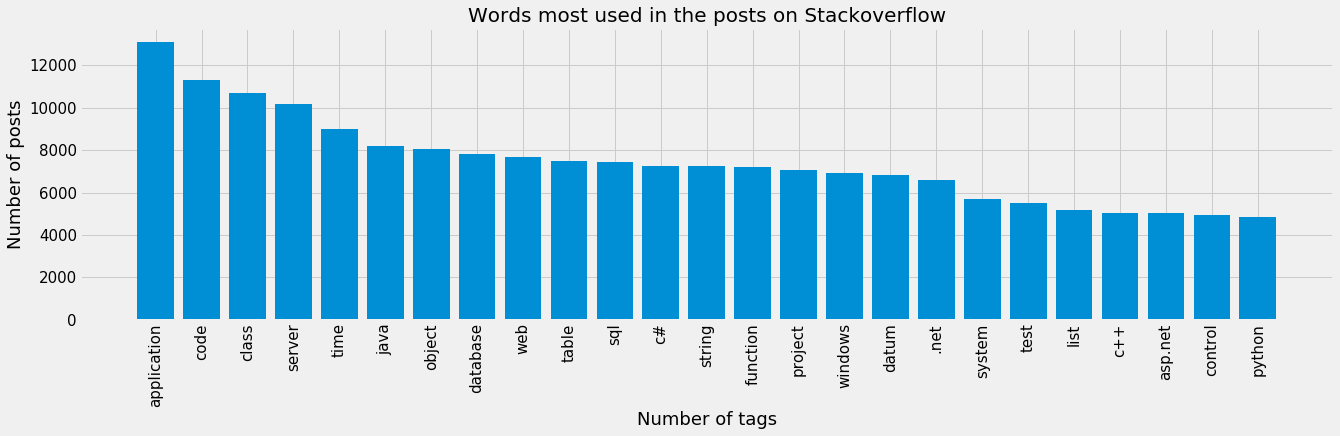 Words most used in the posts on Stackoverflow
Number of posts
12000
10000
8000
6000
4000
2000
0
application
code
class
server
time
java
object
database
web
table
sql
c#
string
function
project
windows
datum
.net
system
test
list
c++
asp.net
control
python
Number of tags